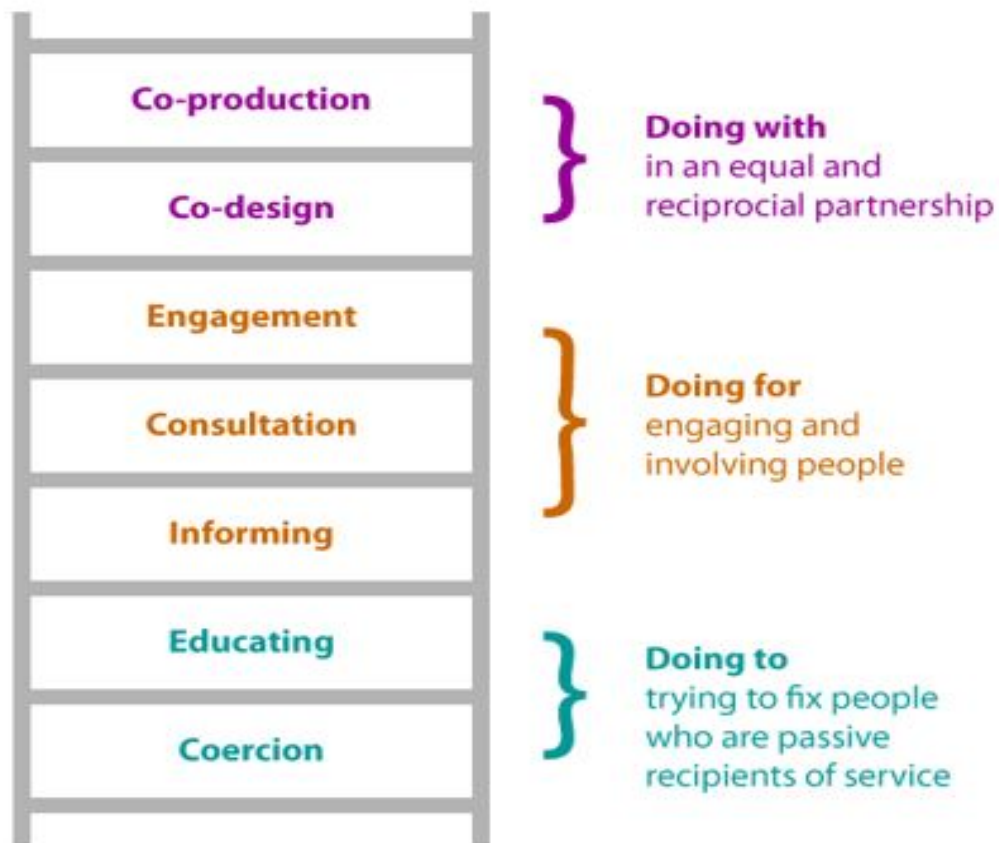 Co-production
Co-design
Doing with
in an equal and
reciprocial partnership
Engagement
Consultation
Informing
Doing for
engaging and
involving people
Educating
Coercion
Doing to
trying to fix people
who are passive
recipients of service